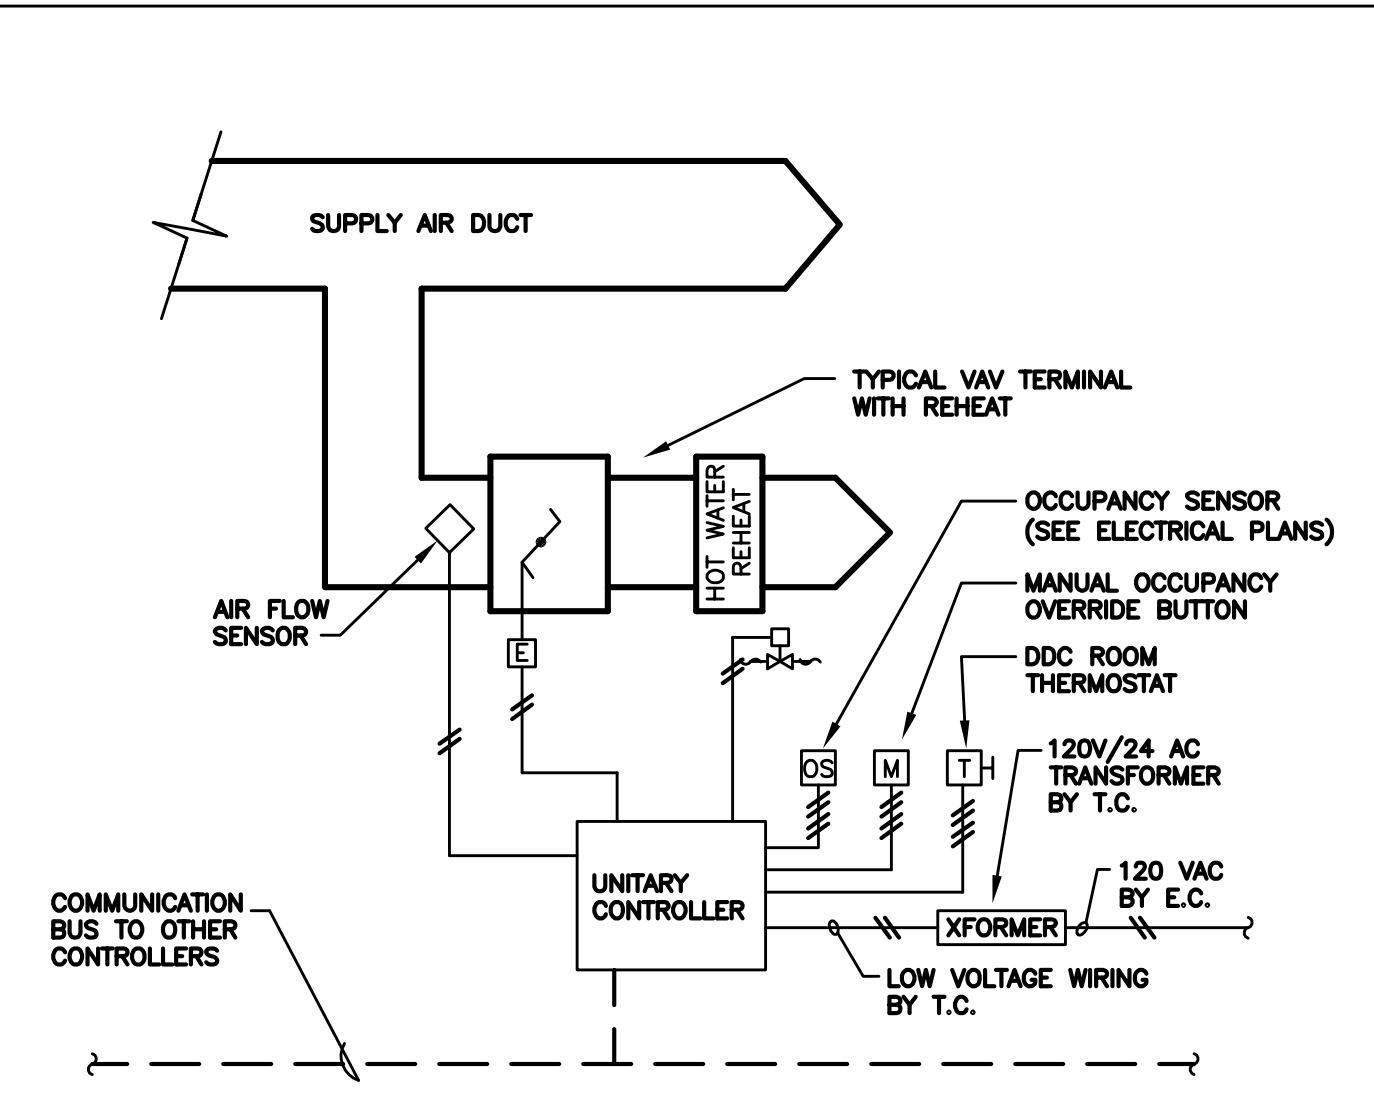 SUPPLY AIR DUCT
TYPICAL VAV TERMINAL
WITH REHEAT
HOT WATER
REHEAT
OCCUPANCY SENSOR
(SEE ELECTRICAL PLANS)
MANUAL OCCUPANCY
OVERRIDE BUTTON
AIR FLOW
SENSOR
E
DDC ROOM
THERMOSTAT
OS
M
T
120V/24 AC
TRANSFORMER
BY T.C.
UNITARY
CONTROLLER
120 VAC
BY E.C.
XFORMER
COMMUNICATION
BUS TO OTHER
CONTROLLERS
LOW VOLTAGE WIRING
BY T.C.